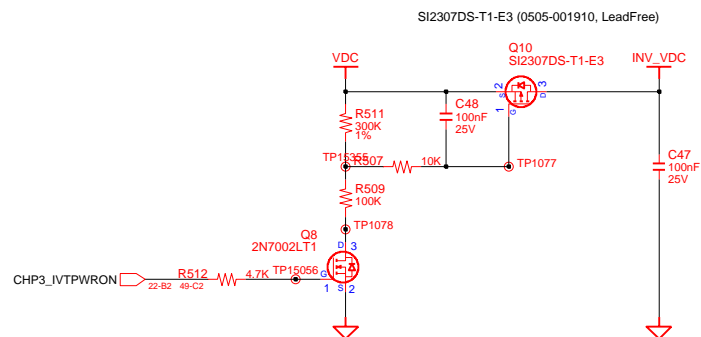 SI2307DS-T1-E3 (0505-001910, LeadFree)
Q10
SI2307DS-T1-E3
VDC
INV_VDC
2
3
S
D
G
1
R511
300K
1%
C48
100nF
25V
TP15355
R507
10K
TP1077
C47
100nF
25V
R509
100K
TP1078
Q8
2N7002LT1
D
3
CHP3_IVTPWRON
R512
4.7K
TP15056
G
22-B2
49-C2
1
S
2